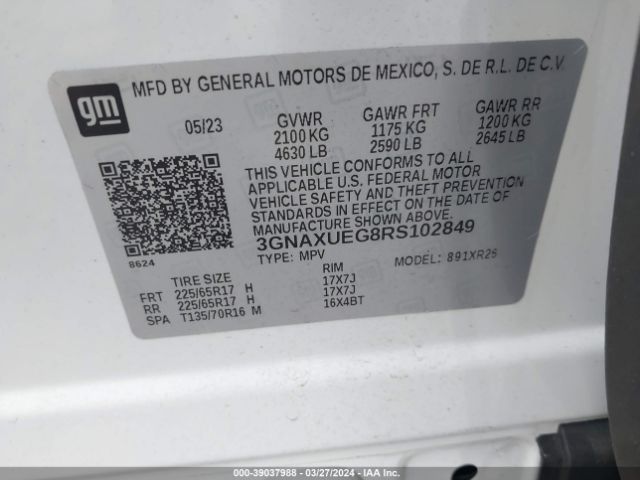 gm
MFD BY GENERAL MOTORS DE MEXICO, S. DE R.L. DE C.V.
05/23 GVWR GAWR FRT GAWR RR
2100 KG 1175 KG 1200 KG
4630 LB 2590 LB 2645 LB
THIS VEHICLE CONFORMS TO ALL
APPLICABLE U.S. FEDERAL MOTOR
VEHICLE SAFETY AND THEFT PREVENTION
STANDARDS IN EFFECT ON THE DATE OF
MANUFACTURE SHOWN ABOVE.
3GNAXUEG8RS102849
8624
TYPE: MPV MODEL: 891XR26
TIRE SIZE RIM
FRT 225/65R17 H 17X7J
RR 225/65R17 H 17X7J
SPA T135/70R16 M 16X4BT
000-39037988 — 03/27/2024 — IAA Inc.